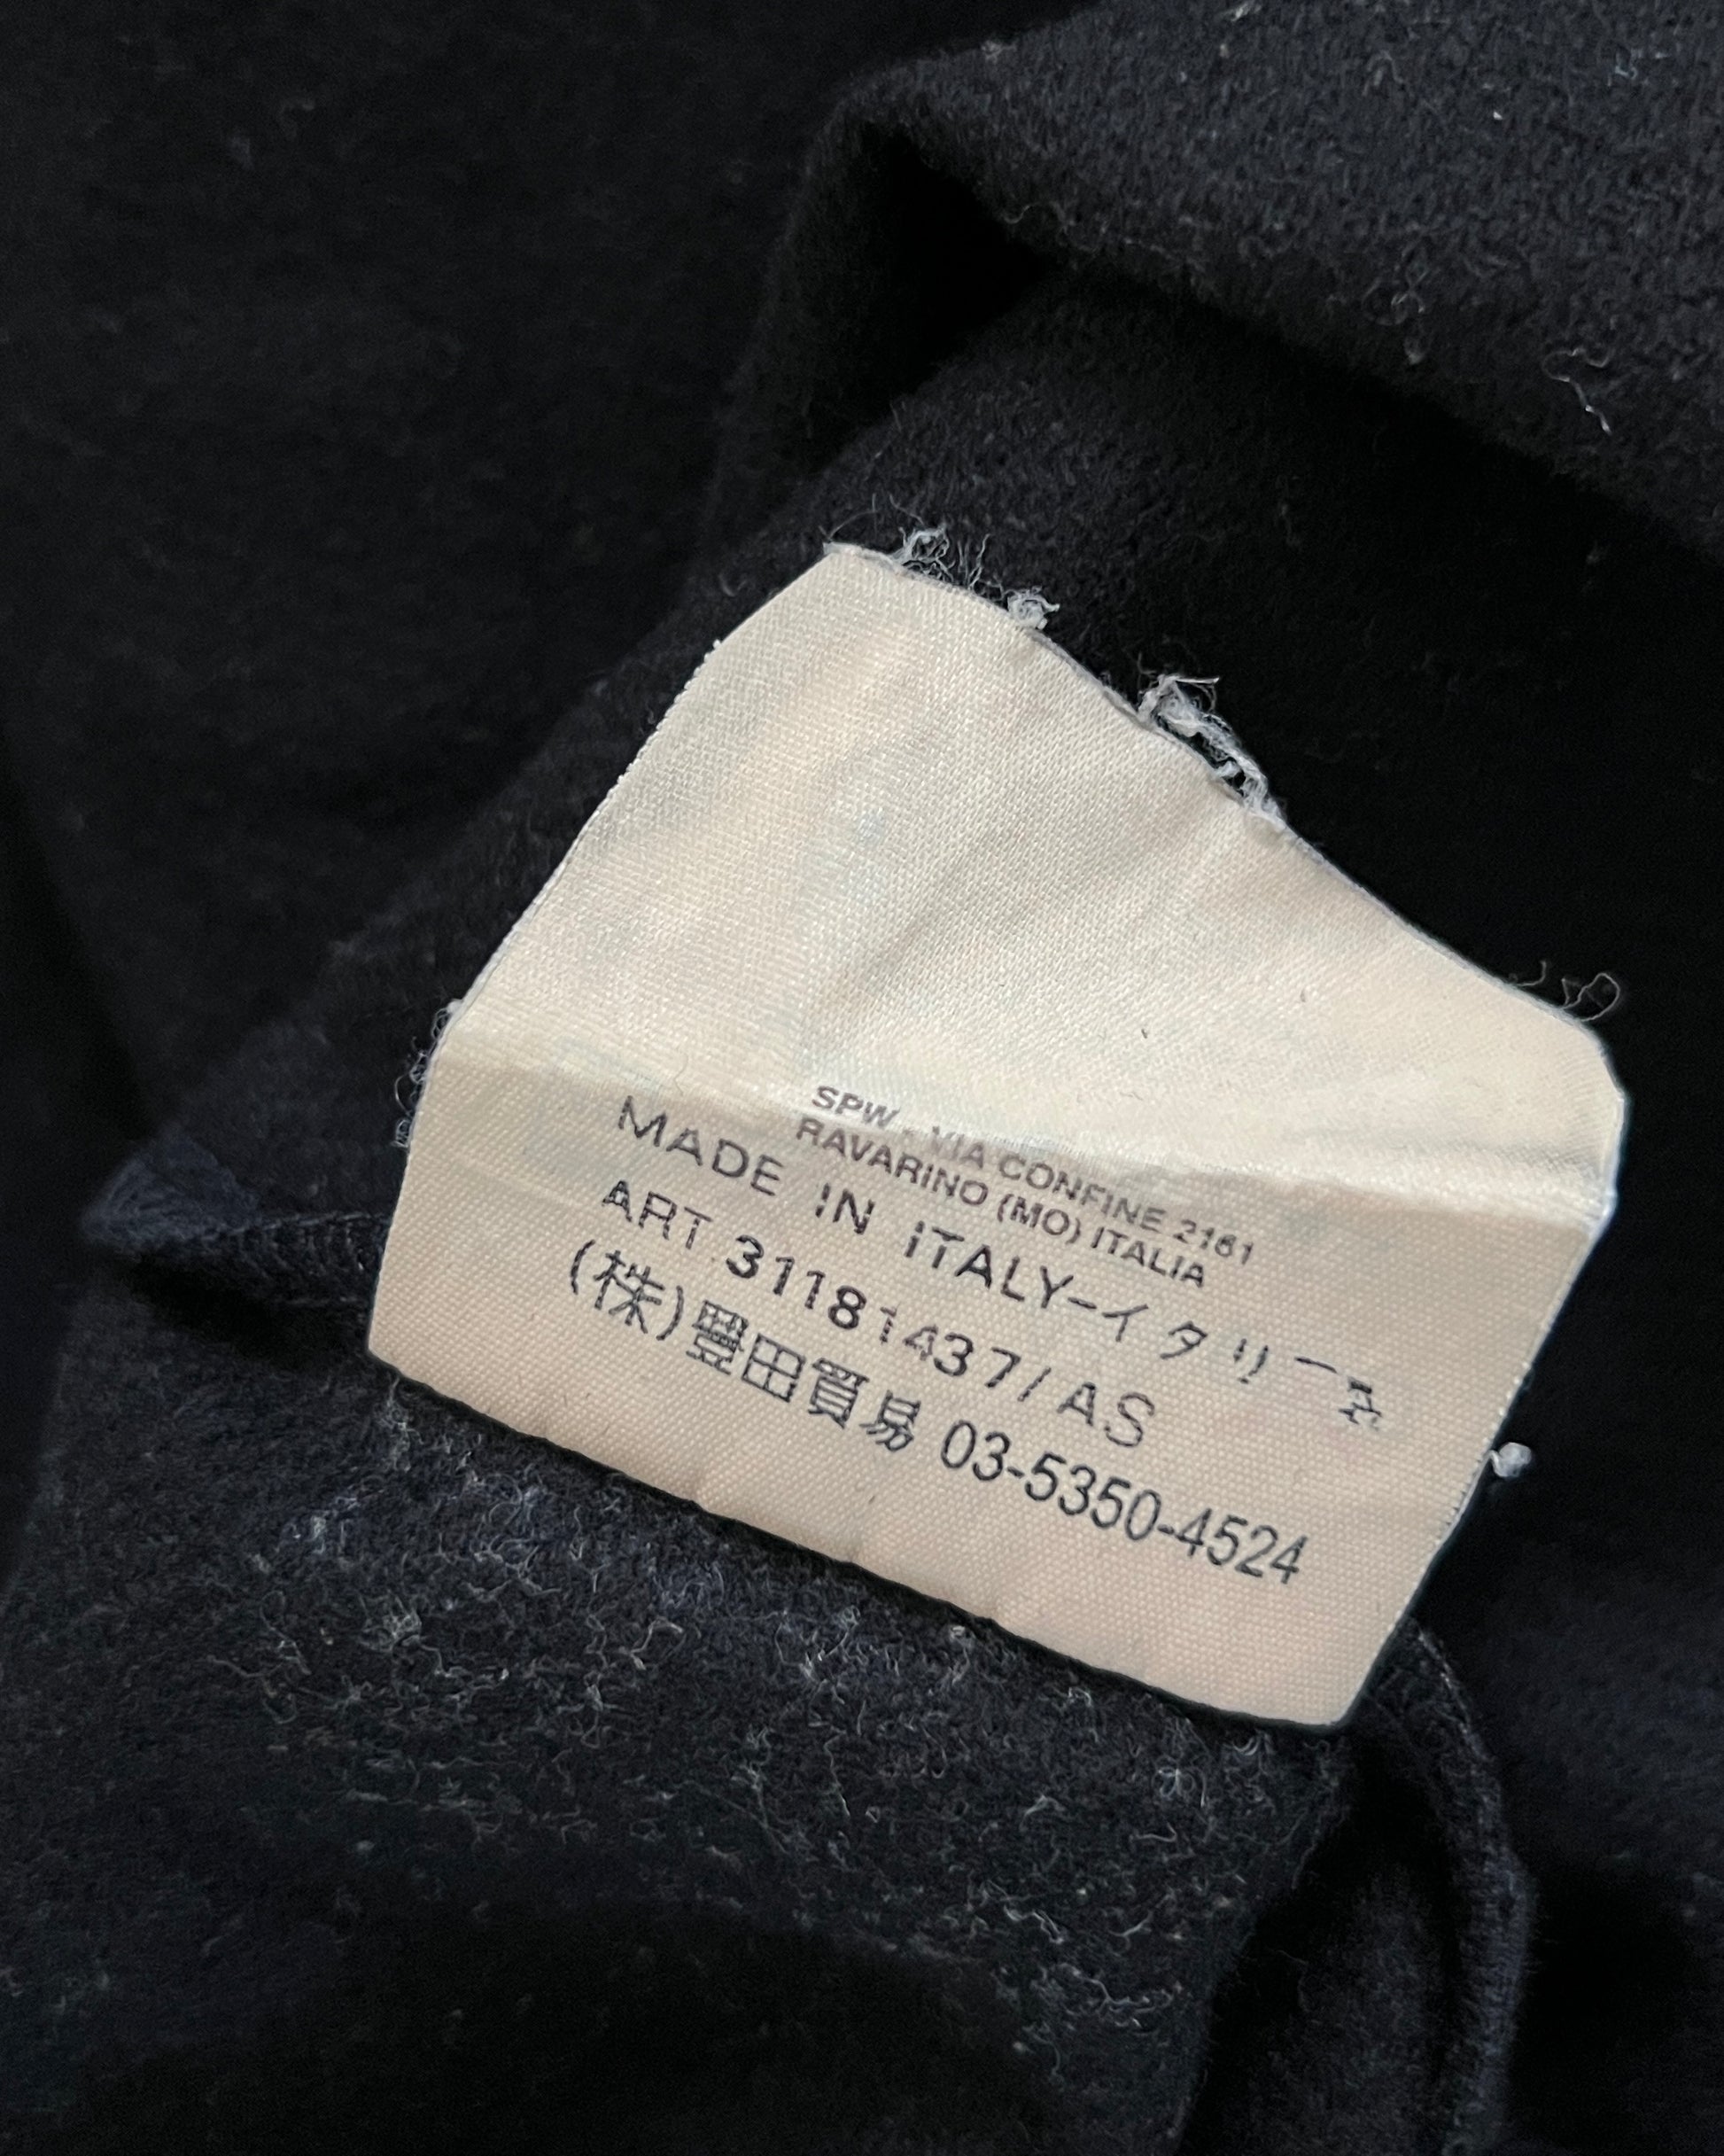 SPW - VIA CONFINE 2161
RAVARINO (MO) ITALIA
MADE IN ITALY-イタリー製
ART.31181437/AS
(株)豐田貿易 03-5350-4524